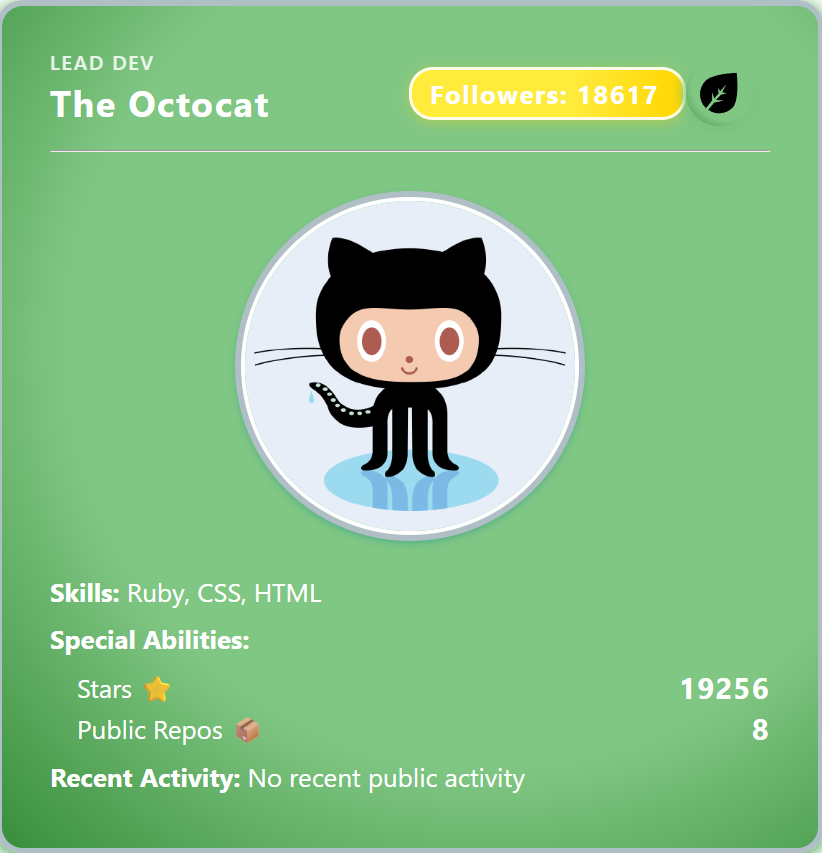 LEAD DEV
The Octocat
Followers: 18617
Skills: Ruby, CSS, HTML
Special Abilities:
Stars ⭐ 19256
Public Repos 📦 8
Recent Activity: No recent public activity